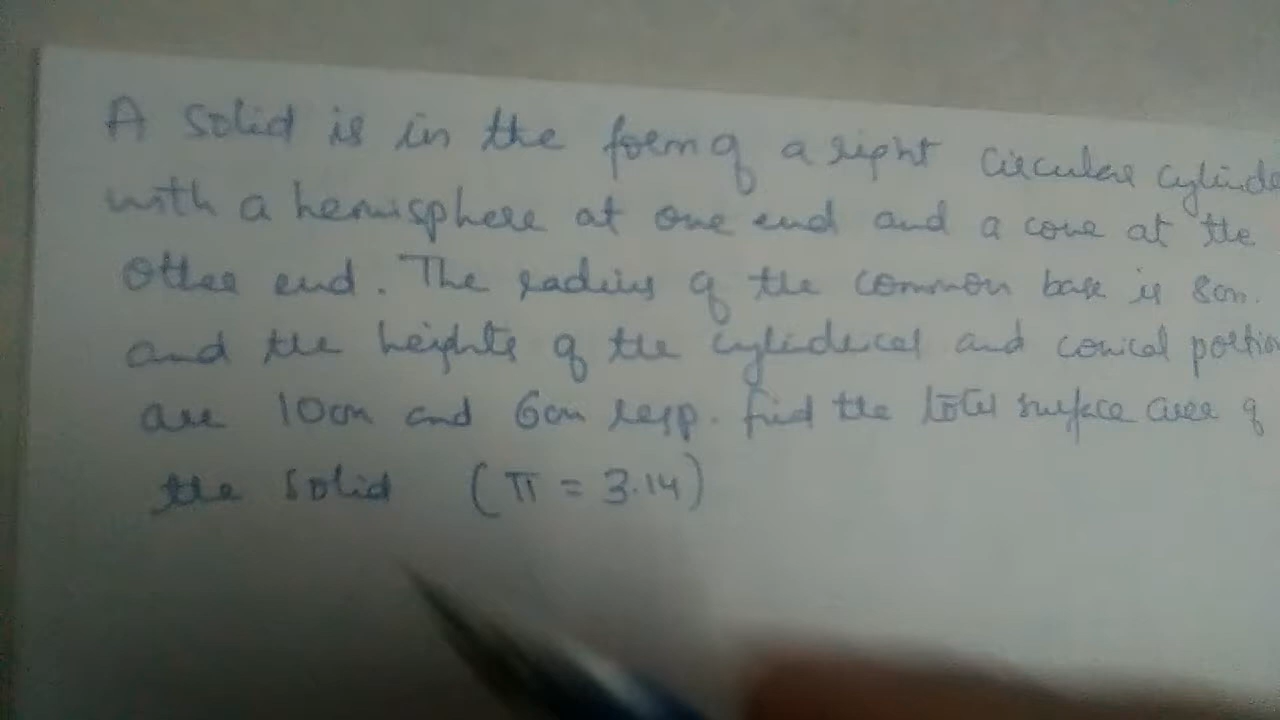 A solid is in the form of a right circular cylinde
with a hemisphere at one end and a cone at the
other end. The radius of the common base is 8cm.
and the heights of the cylinderical and conical portion
are 10cm and 6cm resp. find the total surface area of
the solid (π = 3.14)